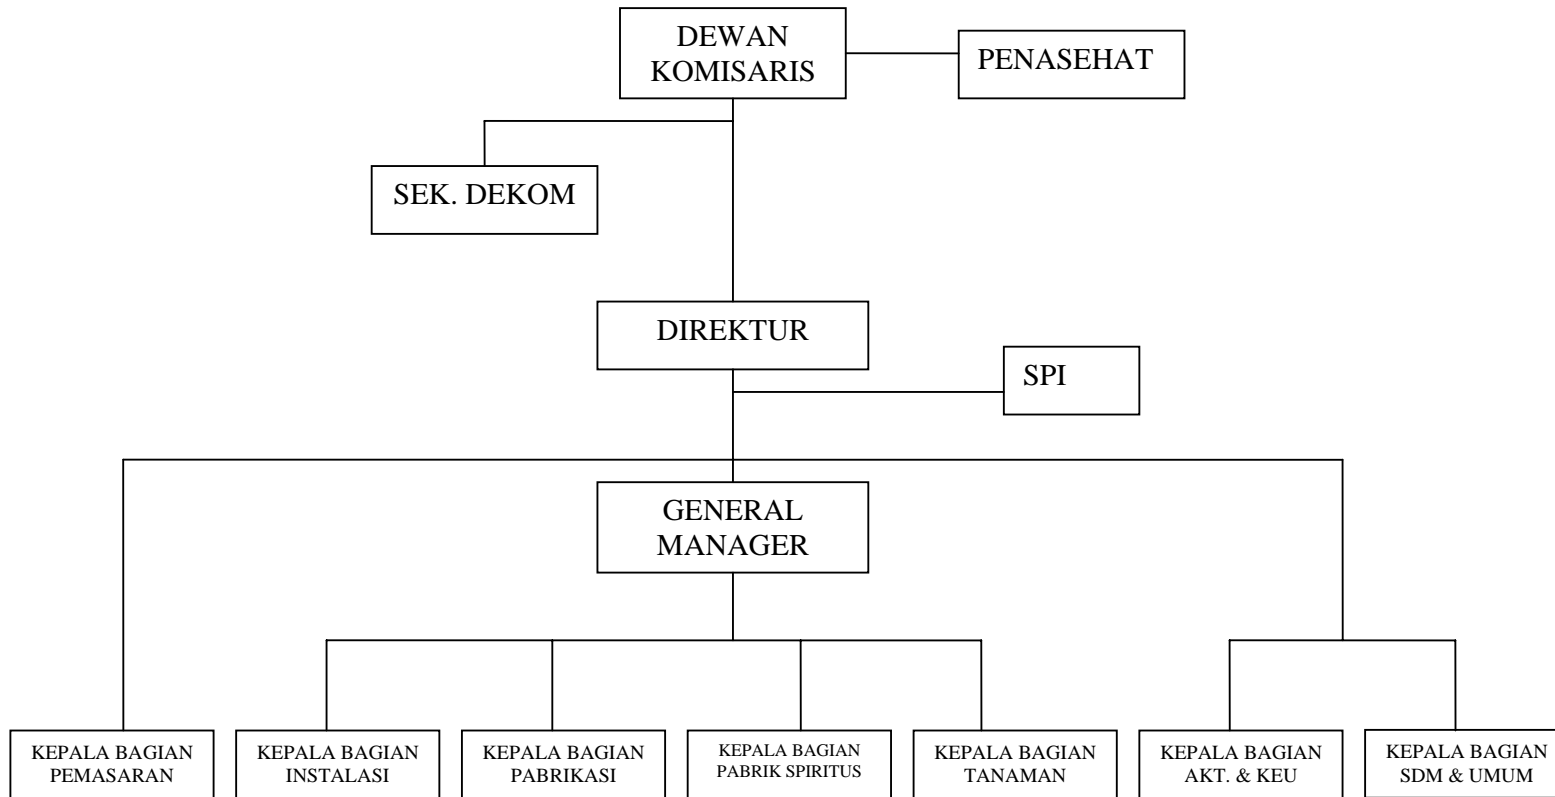 DEWAN
KOMISARIS
PENASEHAT
SEK. DEKOM
DIREKTUR
SPI
GENERAL
MANAGER
KEPALA BAGIAN
PEMASARAN
KEPALA BAGIAN
INSTALASI
KEPALA BAGIAN
PABRIKASI
KEPALA BAGIAN
PABRIK SPIRITUS
KEPALA BAGIAN
TANAMAN
KEPALA BAGIAN
AKT. & KEU
KEPALA BAGIAN
SDM & UMUM